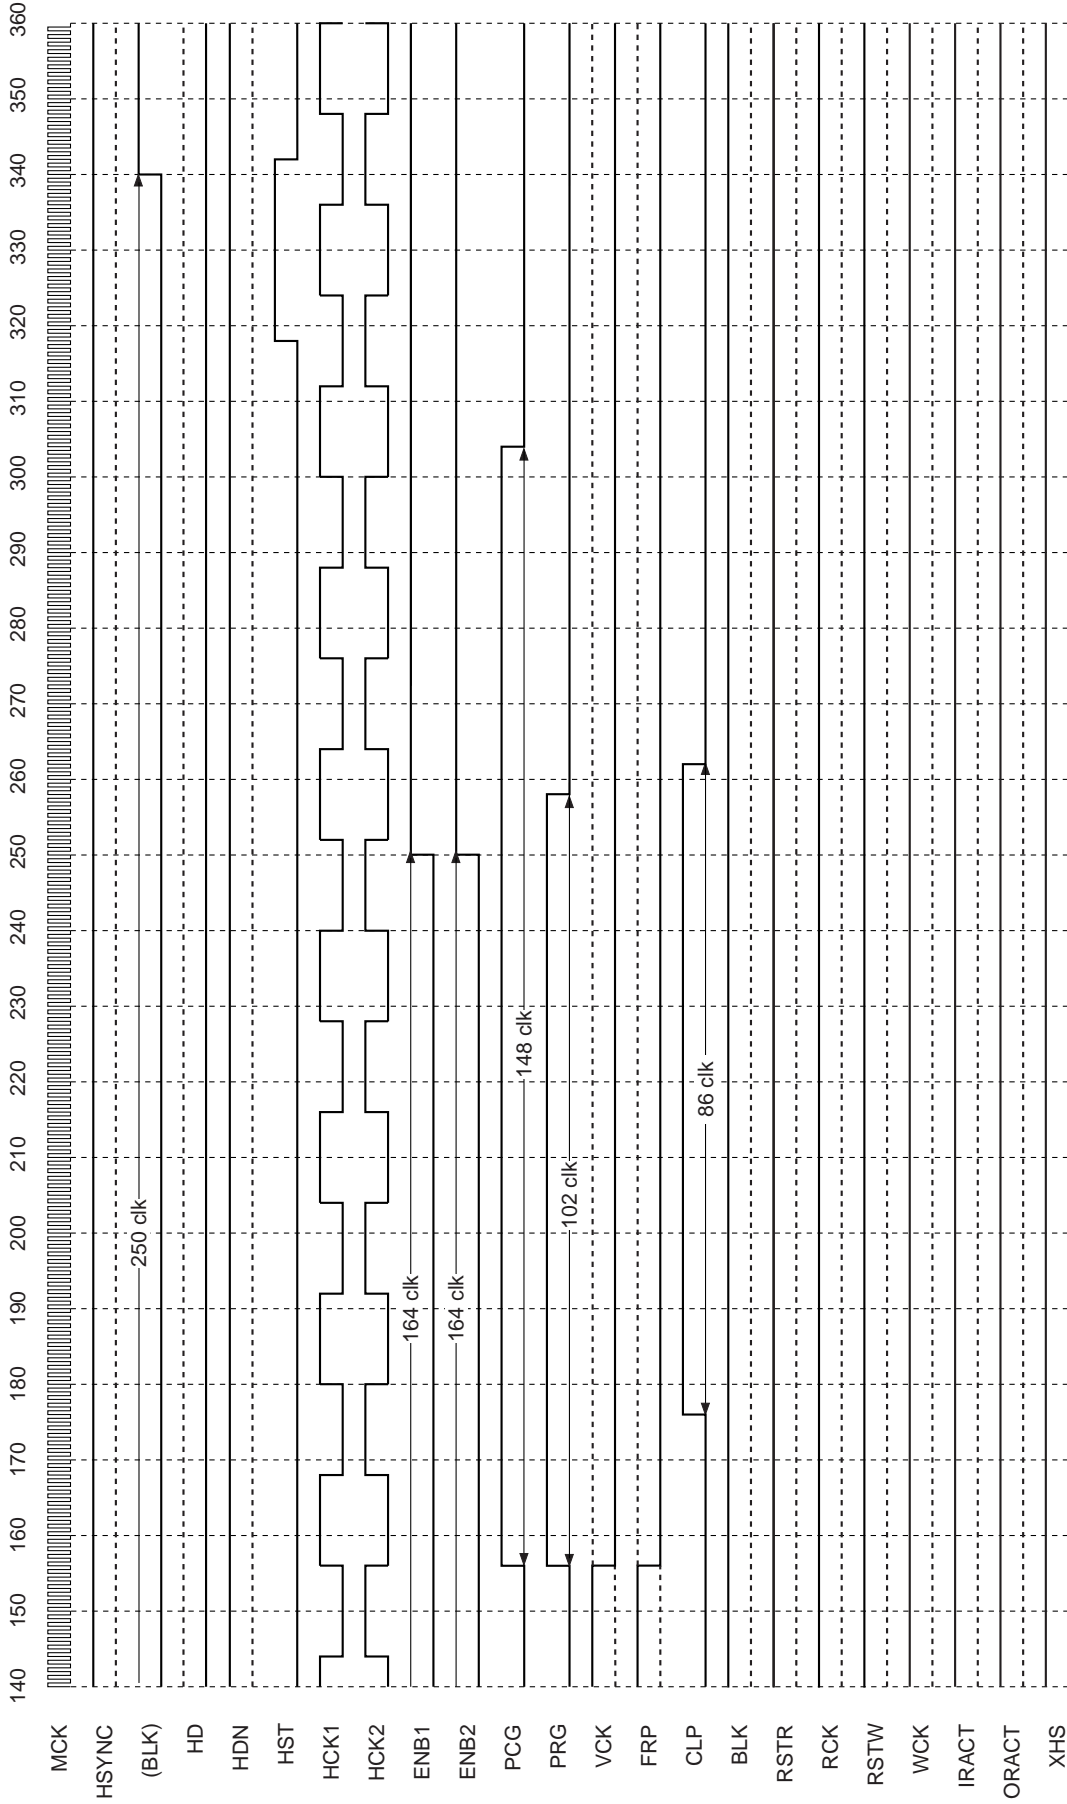 140 150 160 170 180 190 200 210 220 230 240 250 260 270 280 290 300 310 320 330 340 350 360
MCK
HSYNC
(BLK) 250 clk
HD
HDN
HST
HCK1
HCK2
ENB1 164 clk
ENB2 164 clk
PCG 148 clk
PRG 102 clk
VCK
FRP
CLP 86 clk
BLK
RSTR
RCK
RSTW
WCK
IRACT
ORACT
XHS